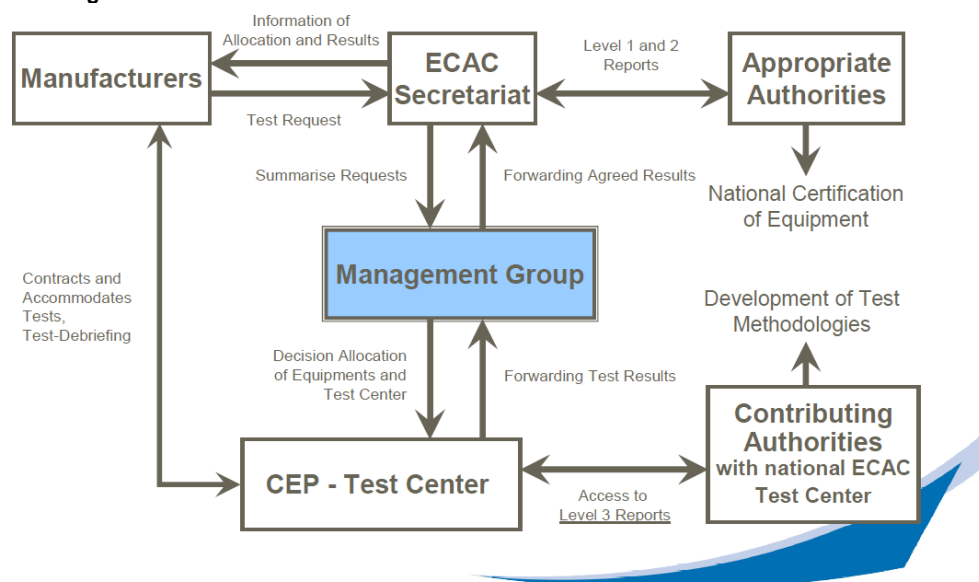 Information of
Allocation and Results
Manufacturers
ECAC
Secretariat
Level 1 and 2
Reports
Appropriate
Authorities
Test Request
Summarise Requests
Forwarding Agreed Results
National Certification
of Equipment
Management Group
Contracts and
Accommodates
Tests,
Test-Debriefing
Development of Test
Methodologies
Decision Allocation
of Equipments and
Test Center
Forwarding Test Results
Contributing
Authorities
with national ECAC
Test Center
CEP - Test Center
Access to
Level 3 Reports